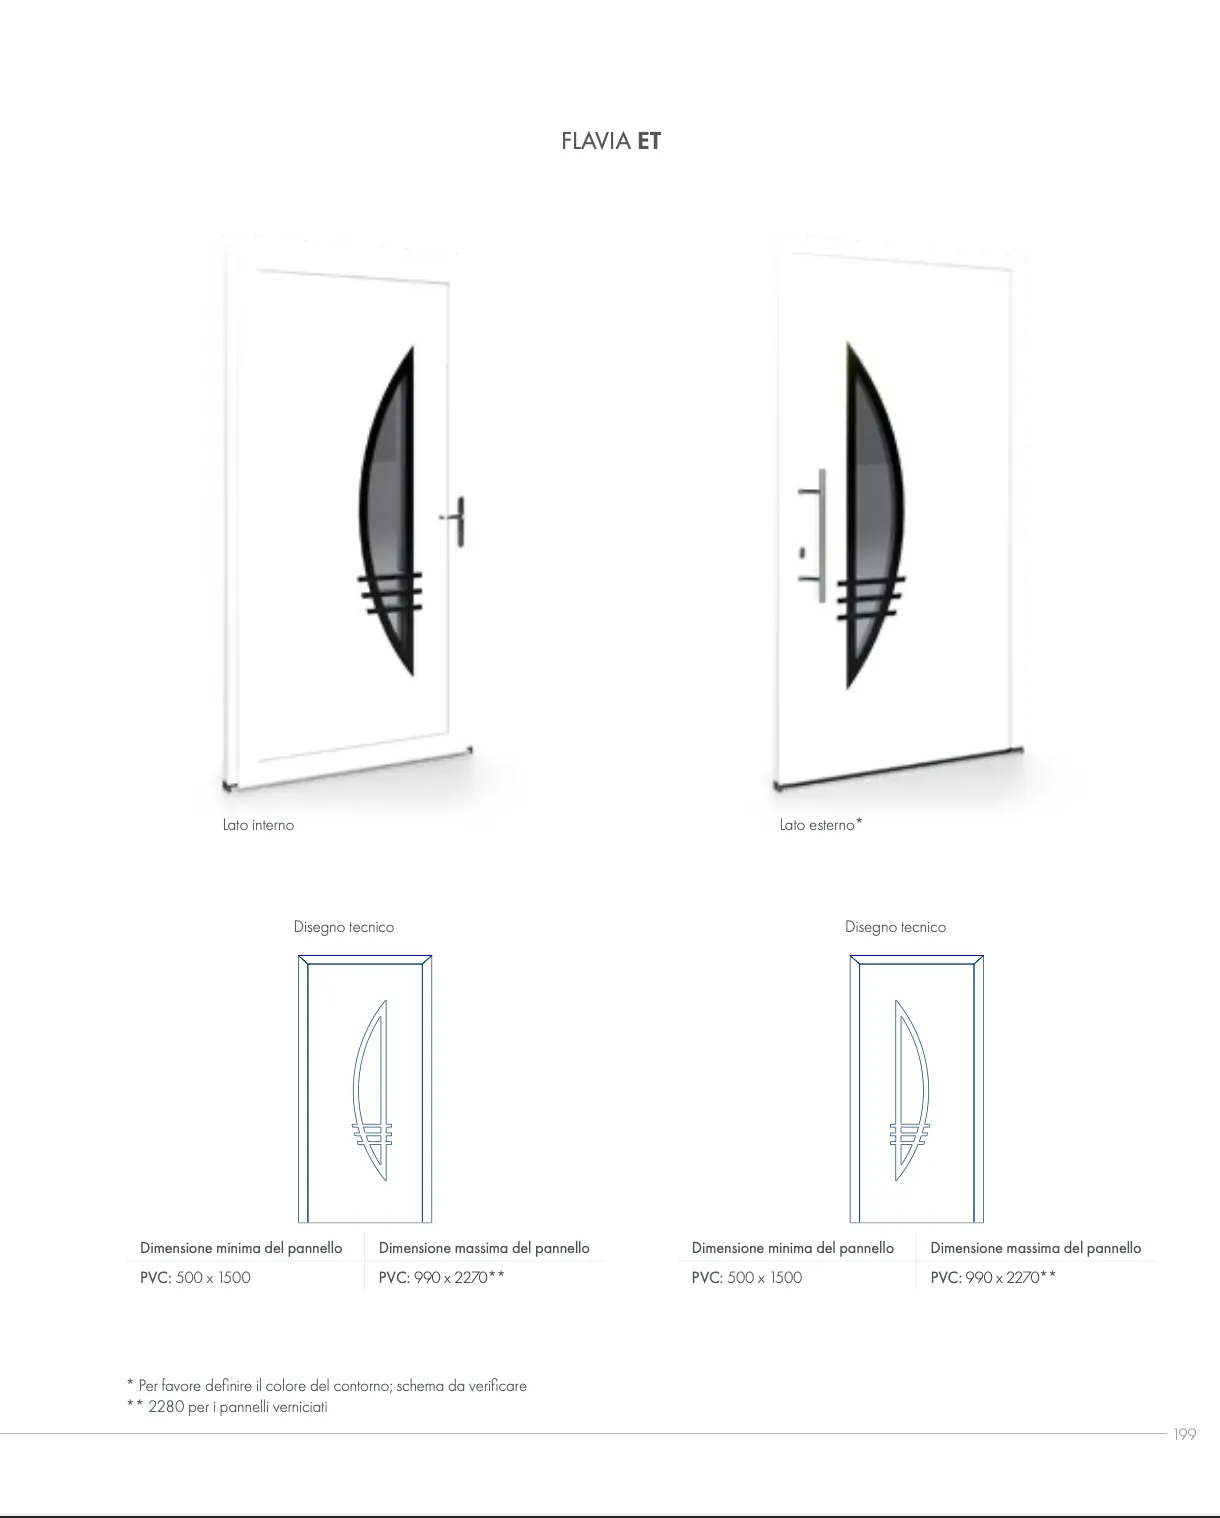 FLAVIA ET
Lato interno
Lato esterno*
Disegno tecnico
Disegno tecnico
Dimensione minima del pannello
Dimensione massima del pannello
PVC: 500 x 1500
PVC: 990 x 2270**
Dimensione minima del pannello
Dimensione massima del pannello
PVC: 500 x 1500
PVC: 990 x 2270**
* Per favore definire il colore del contorno; schema da verificare
** 2280 per i pannelli verniciati
199